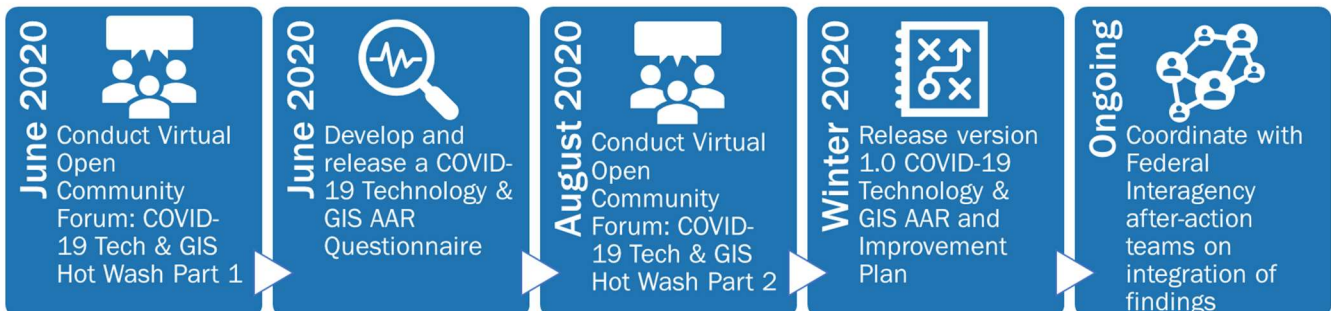 June 2020
Conduct Virtual
Open
Community
Forum: COVID-
19 Tech & GIS
Hot Wash Part 1
June 2020
Develop and
release a COVID-
19 Technology &
GIS AAR
Questionnaire
August 2020
Conduct Virtual
Open
Community
Forum: COVID-
19 Tech & GIS
Hot Wash Part 2
Winter 2020
Release version
1.0 COVID-19
Technology &
GIS AAR and
Improvement
Plan
Ongoing
Coordinate with
Federal
Interagency
after-action
teams on
integration of
findings